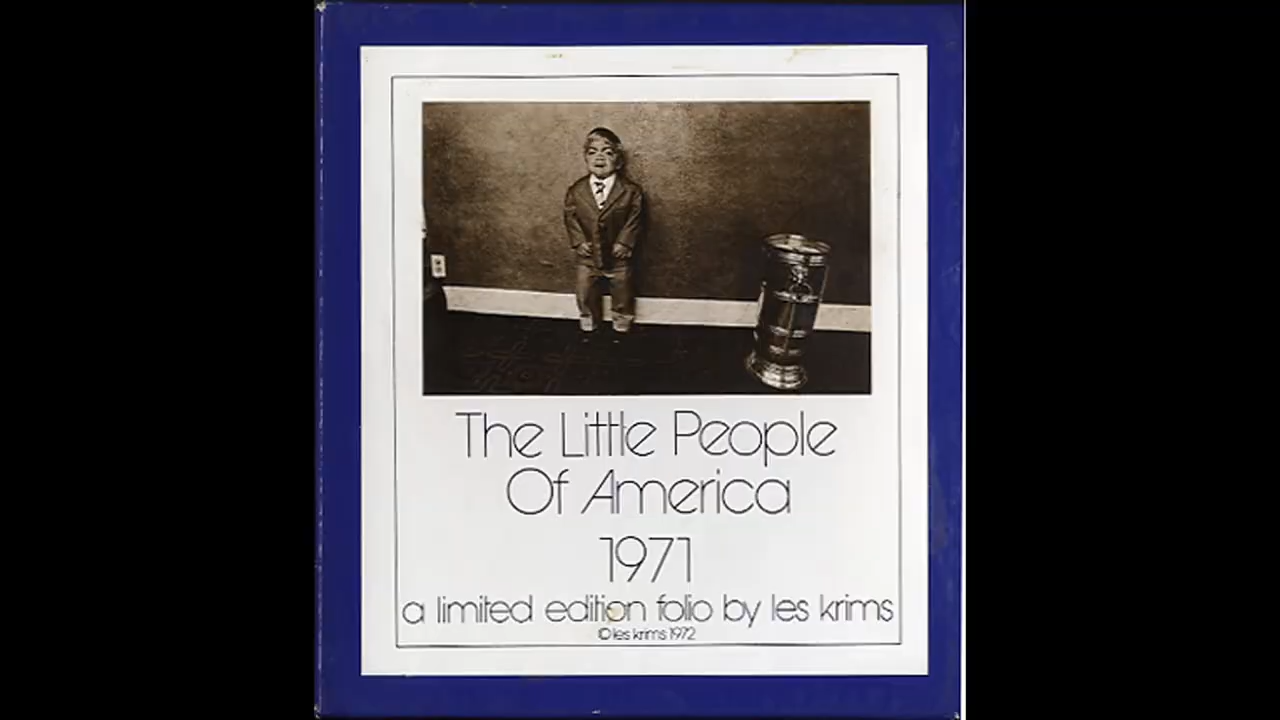 The Little People
Of America
1971
a limited edition folio by les krims
©les krims 1972